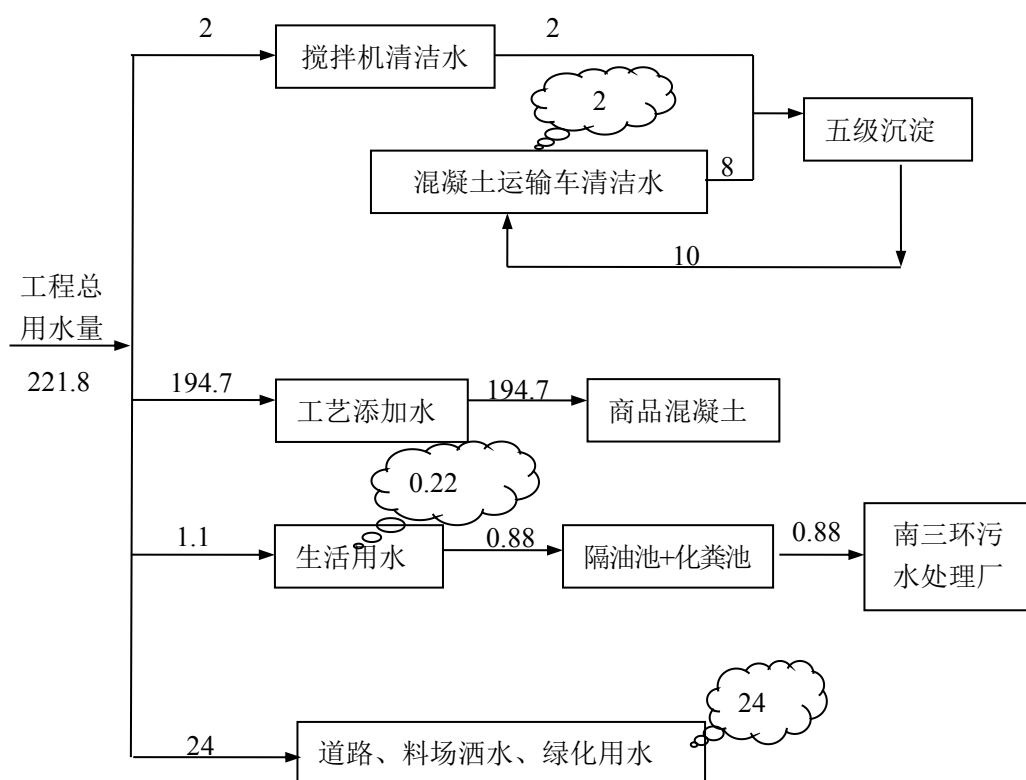 2
搅拌机清洁水
2
2
五级沉淀
混凝土运输车清洁水
8
10
工程总
用水量
221.8
194.7
工艺添加水
194.7
商品混凝土
0.22
1.1
生活用水
0.88
隔油池+化粪池
0.88
南三环污
水处理厂
24
24
道路、料场洒水、绿化用水